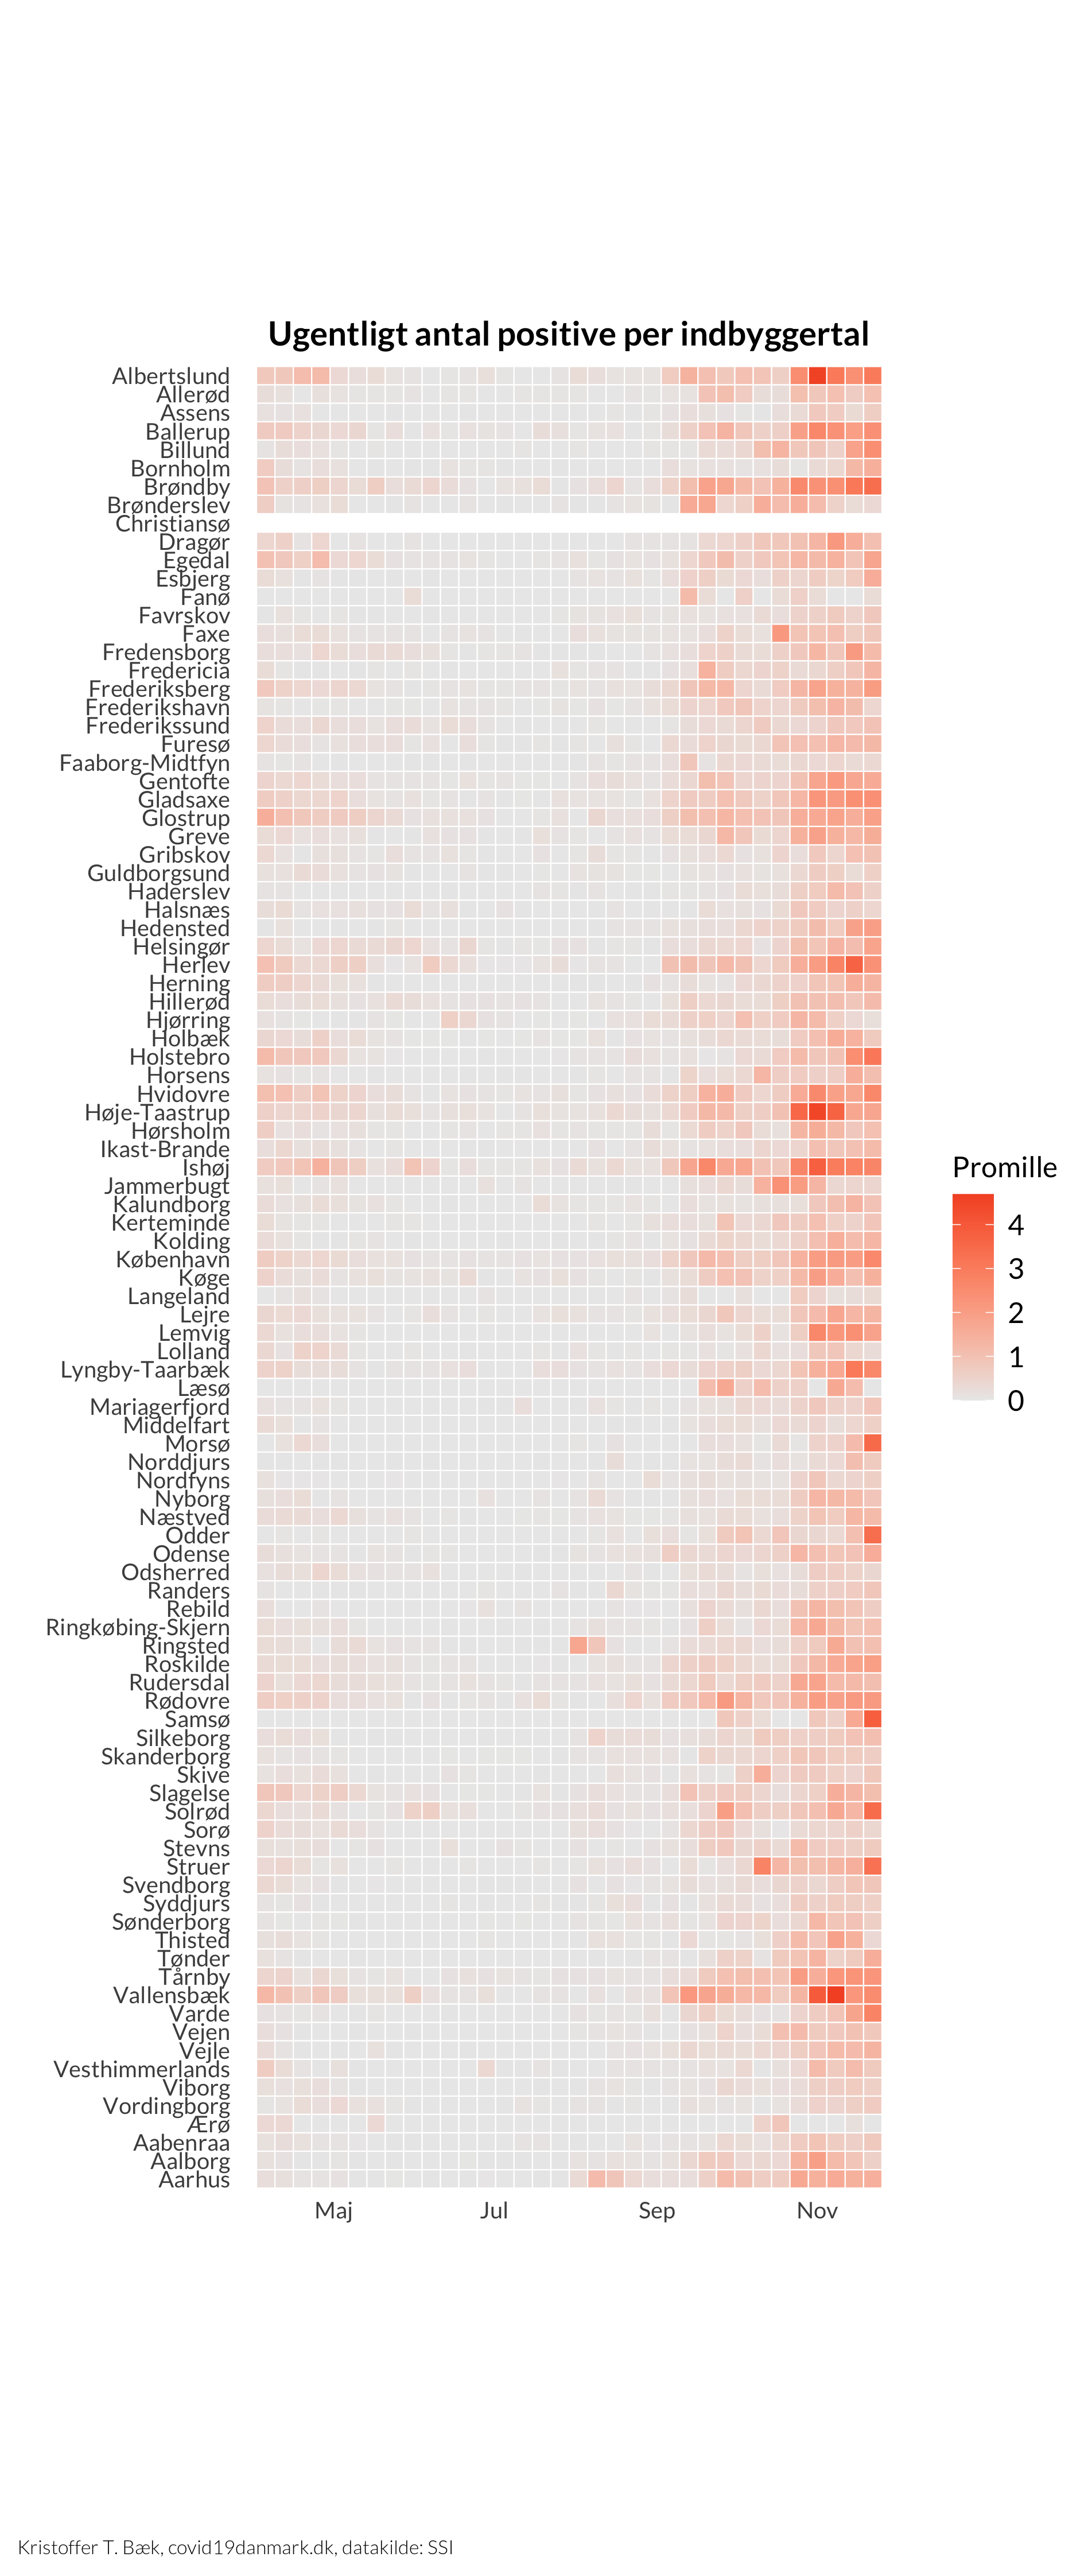 Ugentligt antal positive per indbyggertal
Albertslund
Allerød
Assens
Ballerup
Billund
Bornholm
Brøndby
Brønderslev
Christiansø
Dragør
Egedal
Esbjerg
Fanø
Favrskov
Faxe
Fredensborg
Fredericia
Frederiksberg
Frederikshavn
Frederikssund
Furesø
Faaborg-Midtfyn
Gentofte
Gladsaxe
Glostrup
Greve
Gribskov
Guldborgsund
Haderslev
Halsnæs
Hedensted
Helsingør
Herlev
Herning
Hillerød
Hjørring
Holbæk
Holstebro
Horsens
Hvidovre
Høje-Taastrup
Hørsholm
Ikast-Brande
Ishøj
Jammerbugt
Kalundborg
Kerteminde
Kolding
København
Køge
Langeland
Lejre
Lemvig
Lolland
Lyngby-Taarbæk
Læsø
Mariagerfjord
Middelfart
Morsø
Norddjurs
Nordfyns
Nyborg
Næstved
Odder
Odense
Odsherred
Randers
Rebild
Ringkøbing-Skjern
Ringsted
Roskilde
Rudersdal
Rødovre
Samsø
Silkeborg
Skanderborg
Skive
Slagelse
Solrød
Sorø
Stevns
Struer
Svendborg
Syddjurs
Sønderborg
Thisted
Tønder
Tårnby
Vallensbæk
Varde
Vejen
Vejle
Vesthimmerlands
Viborg
Vordingborg
Ærø
Aabenraa
Aalborg
Aarhus
Maj Jul Sep Nov
Promille
4
3
2
1
0
Kristoffer T. Bæk, covid19danmark.dk, datakilde: SSI